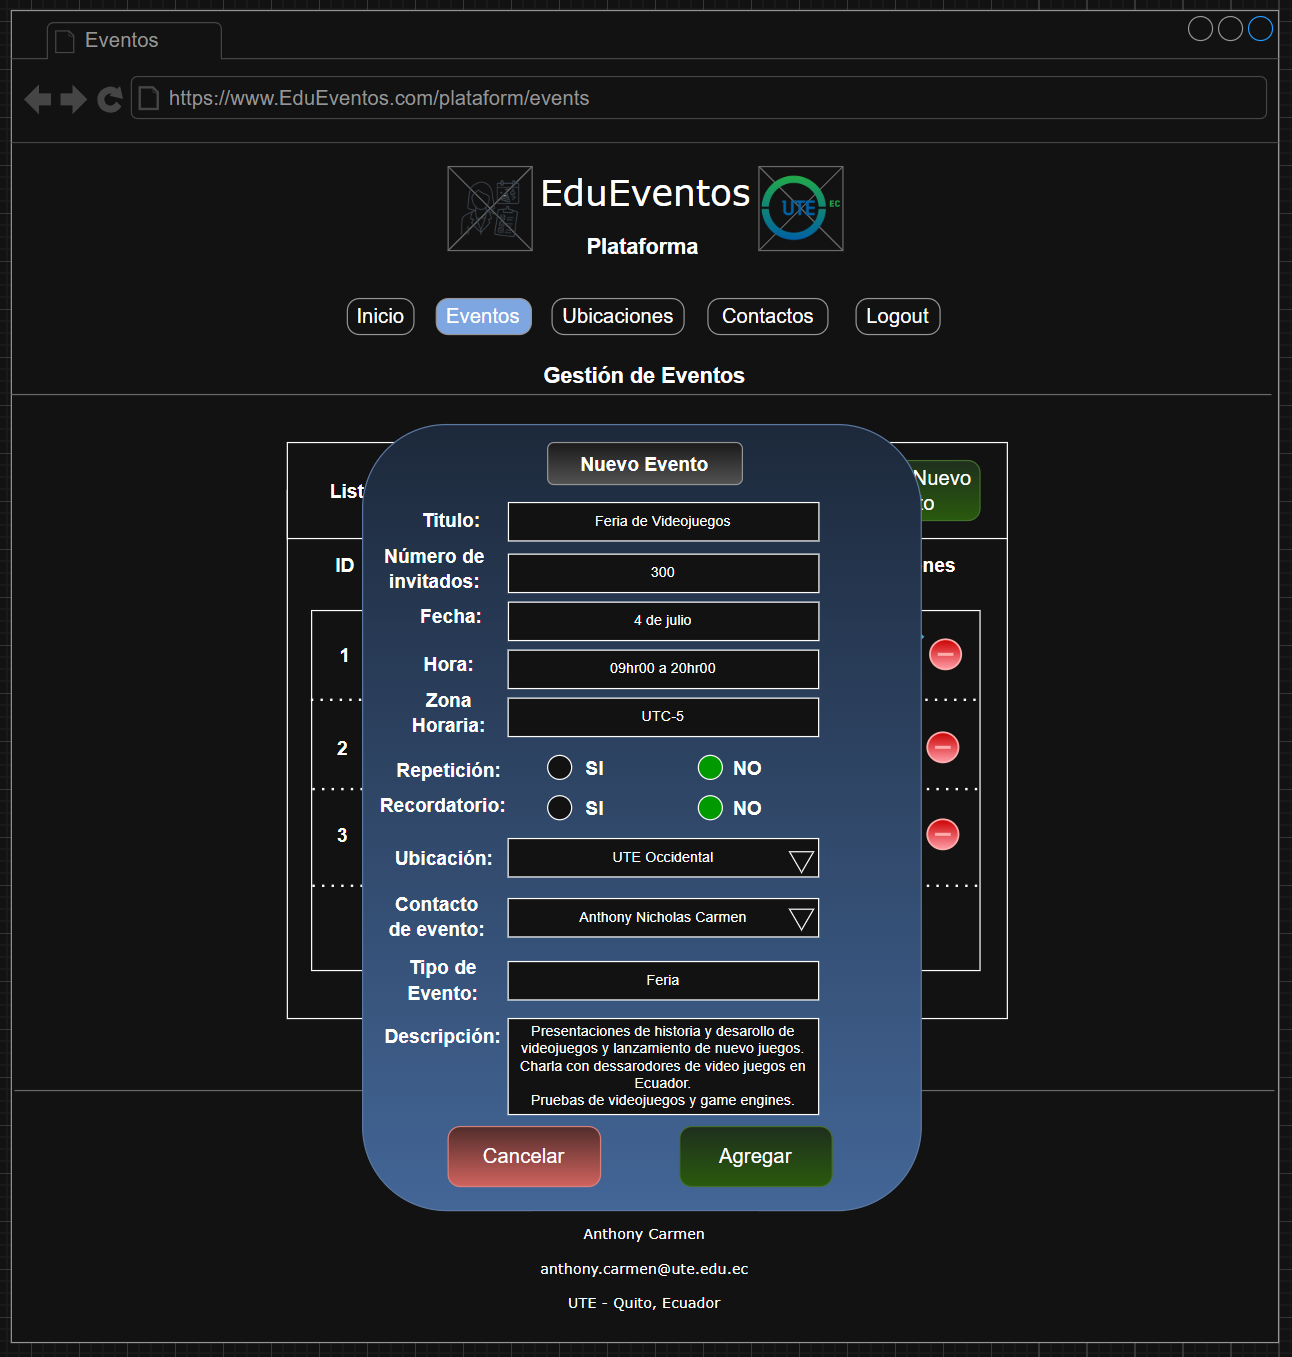 Eventos
https://www.EduEventos.com/plataform/events
EduEventos
UTE EC
Plataforma
Inicio
Eventos
Ubicaciones
Contactos
Logout
Gestión de Eventos
Nuevo Evento
List
Nuevo
to
ID
nes
1
2
3
Titulo:
Feria de Videojuegos
Número de
invitados:
300
Fecha:
4 de julio
Hora:
09hr00 a 20hr00
Zona
Horaria:
UTC-5
Repetición:
SI
NO
Recordatorio:
SI
NO
Ubicación:
UTE Occidental
Contacto
de evento:
Anthony Nicholas Carmen
Tipo de
Evento:
Feria
Descripción:
Presentaciones de historia y desarollo de
videojuegos y lanzamiento de nuevo juegos.
Charla con dessarodores de video juegos en
Ecuador.
Pruebas de videojuegos y game engines.
Cancelar
Agregar
Anthony Carmen
anthony.carmen@ute.edu.ec
UTE - Quito, Ecuador